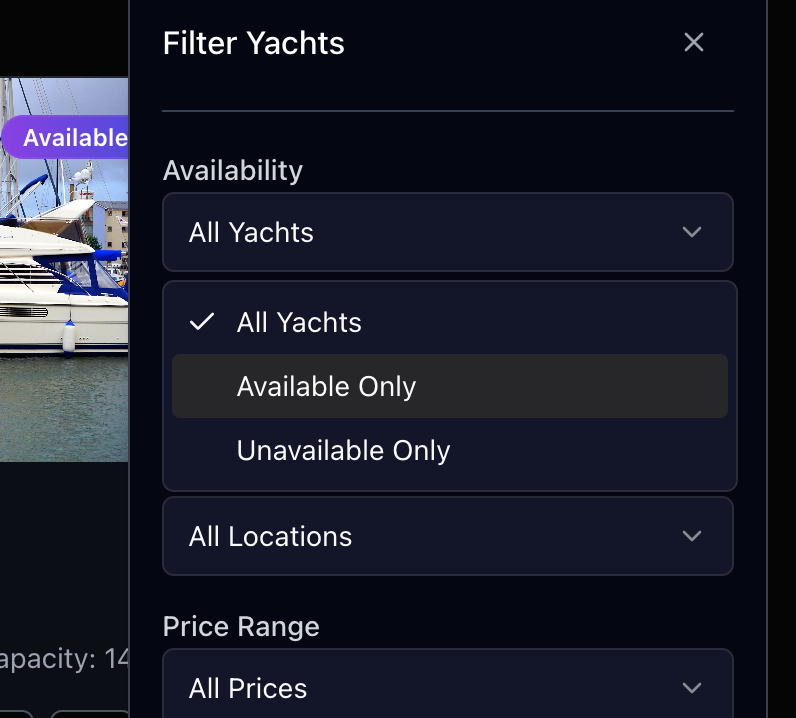 Filter Yachts
Available
Availability
All Yachts
All Yachts
Available Only
Unavailable Only
All Locations
Price Range
apacity: 14
All Prices